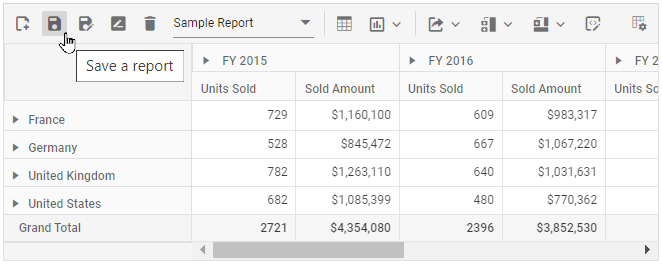 Sample Report
Save a report
FY 2015 FY 2016 FY 2
Units Sold Sold Amount Units Sold Sold Amount Units So
France 729 $1,160,100 609 $983,317
Germany 528 $845,472 667 $1,067,220
United Kingdom 782 $1,263,110 640 $1,031,631
United States 682 $1,085,399 480 $770,362
Grand Total 2721 $4,354,080 2396 $3,852,530